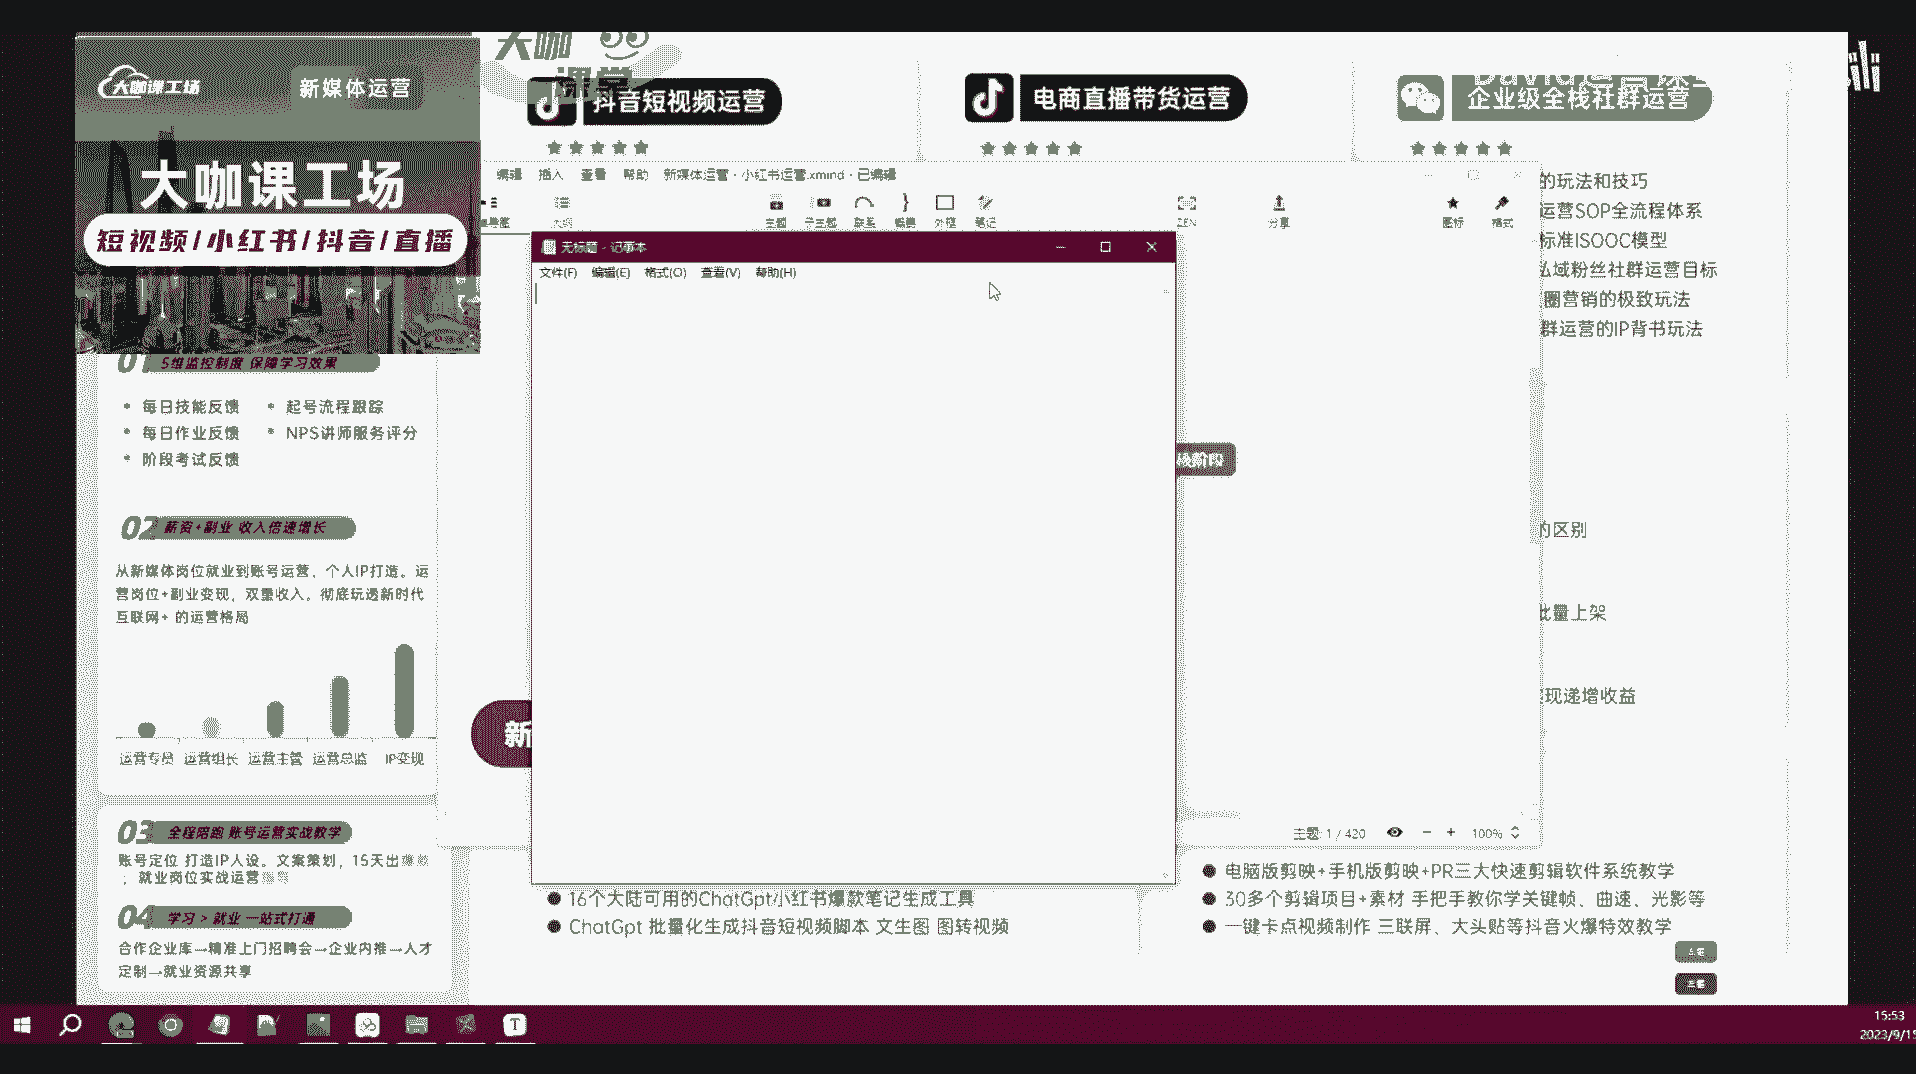 大咖课工场
新媒体运营
大咖课工场
短视频/小红书/抖音/直播
大咖
课堂
抖音短视频运营
电商直播带货运营
企业级全栈社群运营
编辑 插入 查看 帮助 新媒体运营 · 小红书运营.xmind · 已编辑
大纲
主题 子主题 联系 概要 外框 笔记
ZEN
分享
图标 格式
无标题 - 记事本
文件(F) 编辑(E) 格式(O) 查看(V) 帮助(H)
的玩法和技巧
运营SOP全流程体系
标准ISOOC模型
私域粉丝社群运营目标
圈营销的极致玩法
群运营的IP背书玩法
01 5维监控制度 保障学习效果
每日技能反馈
起号流程跟踪
每日作业反馈
NPS讲师服务评分
阶段考试反馈
阶段
02 薪资+副业 收入倍速增长
的区别
从新媒体岗位就业到账号运营，个人IP打造。运
营岗位+副业变现，双重收入。彻底玩透新时代
互联网+ 的运营格局
批量上架
现递增收益
新
运营专员 运营组长 运营主管 运营总监 IP变现
03 全程陪跑 账号运营实战教学
账号定位 打造IP人设。文案策划，15天出爆款
；就业岗位实战运营
主题: 1 / 420
100%
04 学习 > 就业 一站式打通
合作企业库→精准上门招聘会→企业内推→人才
定制→就业资源共享
16个大陆可用的ChatGpt小红书爆款笔记生成工具
ChatGpt 批量化生成抖音短视频脚本 文生图 图转视频
电脑版剪映+手机版剪映+PR三大快速剪辑软件系统教学
30多个剪辑项目+素材 手把手教你学关键帧、曲速、光影等
一键卡点视频制作 三联屏、大头贴等抖音火爆特效教学
15:53
2023/9/15